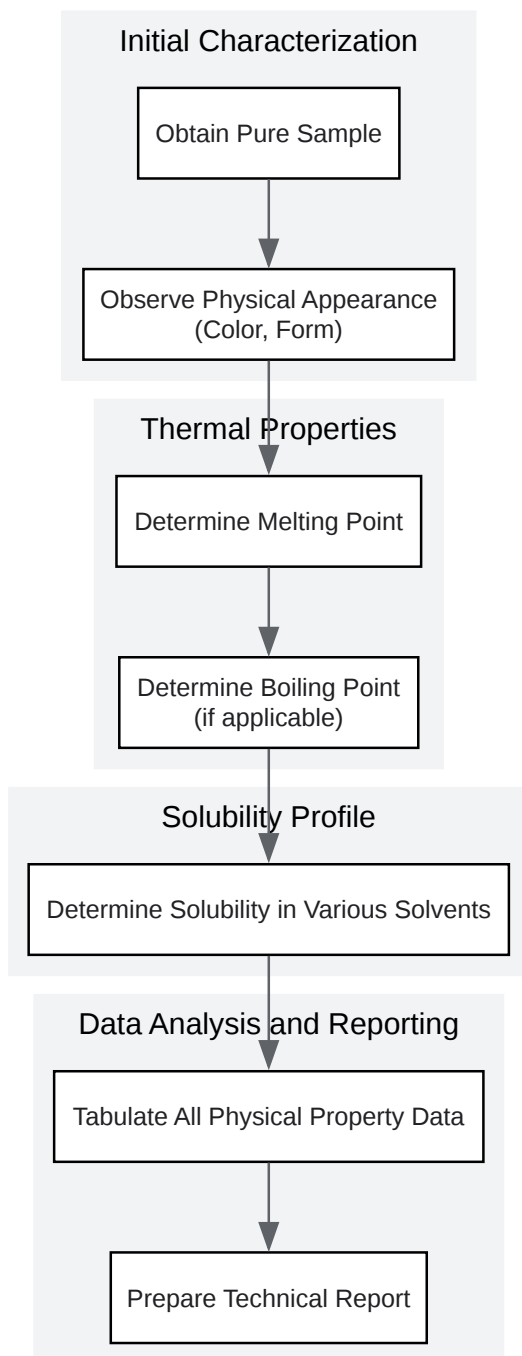 Initial Characterization
Obtain Pure Sample
Observe Physical Appearance
(Color, Form)
Thermal Properties
Determine Melting Point
Determine Boiling Point
(if applicable)
Solubility Profile
Determine Solubility in Various Solvents
Data Analysis and Reporting
Tabulate All Physical Property Data
Prepare Technical Report